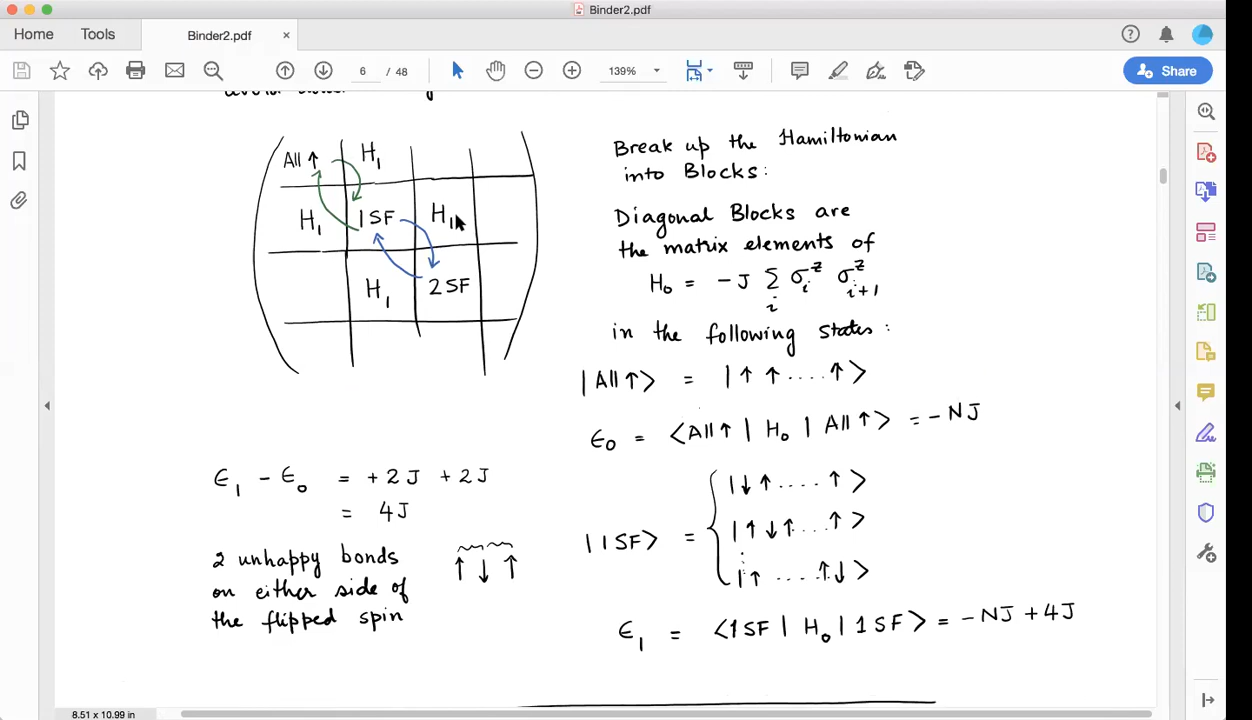 Binder2.pdf
Home
Tools
Binder2.pdf ×
6 / 48
139%
Share
All ↑ H₁
H₁ 1SF H₁
H₁ 2SF
Break up the Hamiltonian
into Blocks:
Diagonal Blocks are
the matrix elements of
H₀ = -J Σᵢ σᵢᶻ σᵢ₊₁ᶻ
in the following states:
|All ↑> = |↑ ↑ .... ↑>
ϵ₀ = <All ↑ | H₀ | All ↑> = -NJ
ϵ₁ - ϵ₀ = +2J +2J
= 4J
2 unhappy bonds
on either side of
the flipped spin
↑ ↓ ↑
|1SF> = { |↓ ↑ .... ↑>
|↑ ↓ ↑ ... ↑>
⋮
|↑ .... ↑ ↓>
ϵ₁ = <1SF | H₀ | 1SF> = -NJ +4J
8.51 x 10.99 in